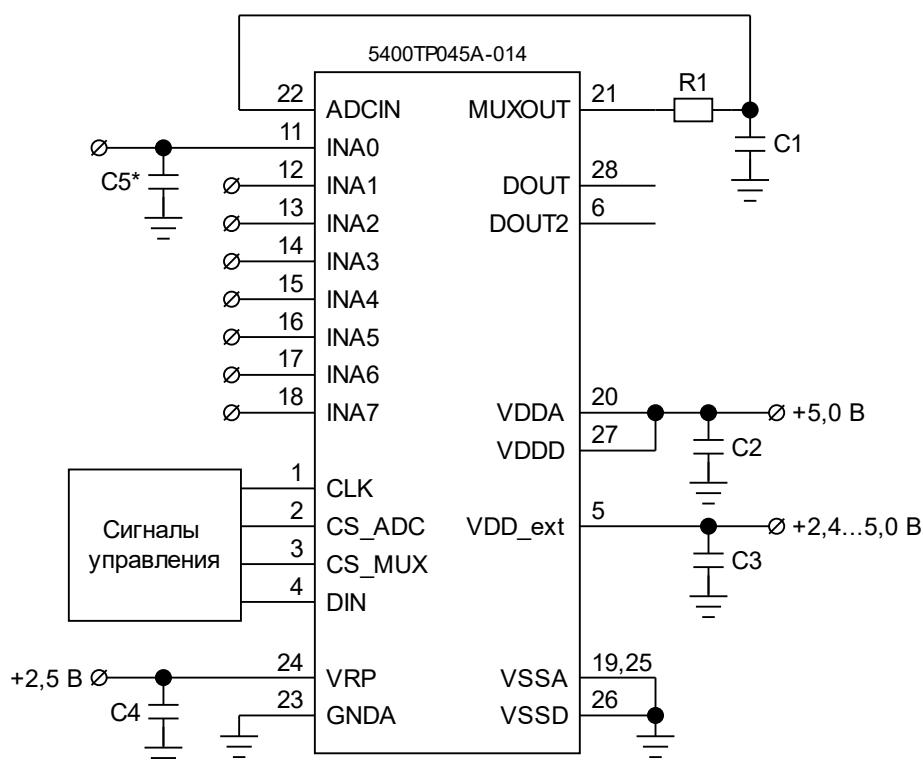 5400TP045A-014
22 ADCIN MUXOUT 21 R1
11 INA0 C1
C5*
12 INA1 DOUT 28
13 INA2 DOUT2 6
14 INA3
15 INA4
16 INA5
17 INA6
18 INA7 VDDA 20 +5,0 В
VDDD 27 C2
1 CLK
Сигналы управления
2 CS_ADC VDD_ext 5 +2,4...5,0 В
3 CS_MUX C3
4 DIN
+2,5 В 24 VRP VSSA 19,25
C4 23 GNDA VSSD 26